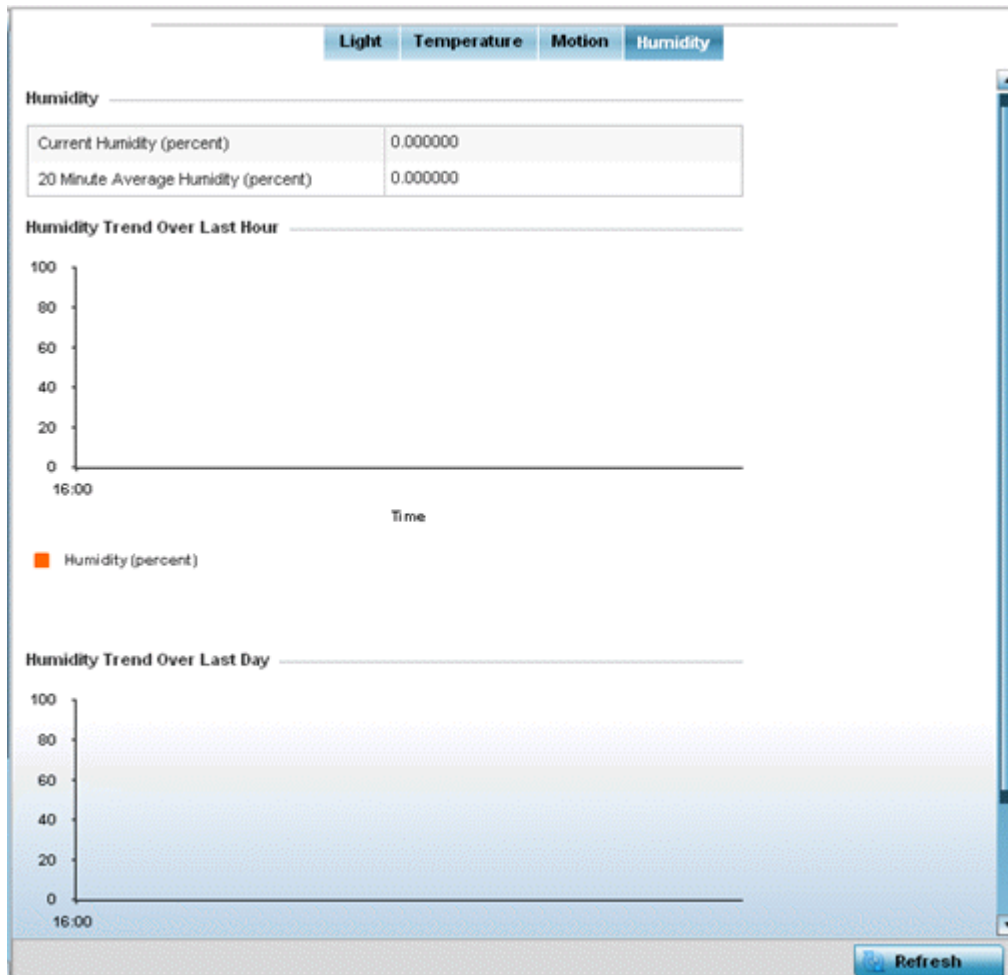 Light Temperature Motion Humidity
Humidity
Current Humidity (percent) 0.000000
20 Minute Average Humidity (percent) 0.000000
Humidity Trend Over Last Hour
100
80
60
40
20
0
16:00
Time
Humidity (percent)
Humidity Trend Over Last Day
100
80
60
40
20
0
16:00
Refresh